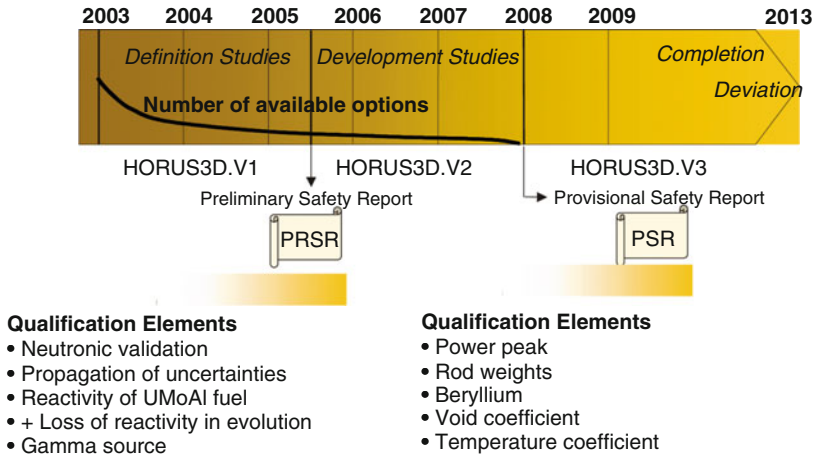 2003 2004 2005 2006 2007 2008 2009 2013
Definition Studies Development Studies Completion
Deviation
Number of available options
HORUS3D.V1 HORUS3D.V2 HORUS3D.V3
Preliminary Safety Report Provisional Safety Report
PRSR PSR
Qualification Elements
• Neutronic validation
• Propagation of uncertainties
• Reactivity of UMoAl fuel
• + Loss of reactivity in evolution
• Gamma source
Qualification Elements
• Power peak
• Rod weights
• Beryllium
• Void coefficient
• Temperature coefficient